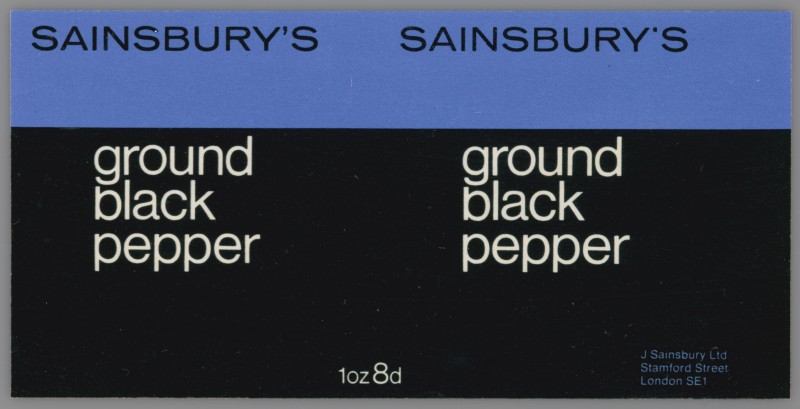 SAINSBURY'S
ground
black
pepper
SAINSBURY'S
ground
black
pepper
1oz 8d
J Sainsbury Ltd
Stamford Street
London SE1